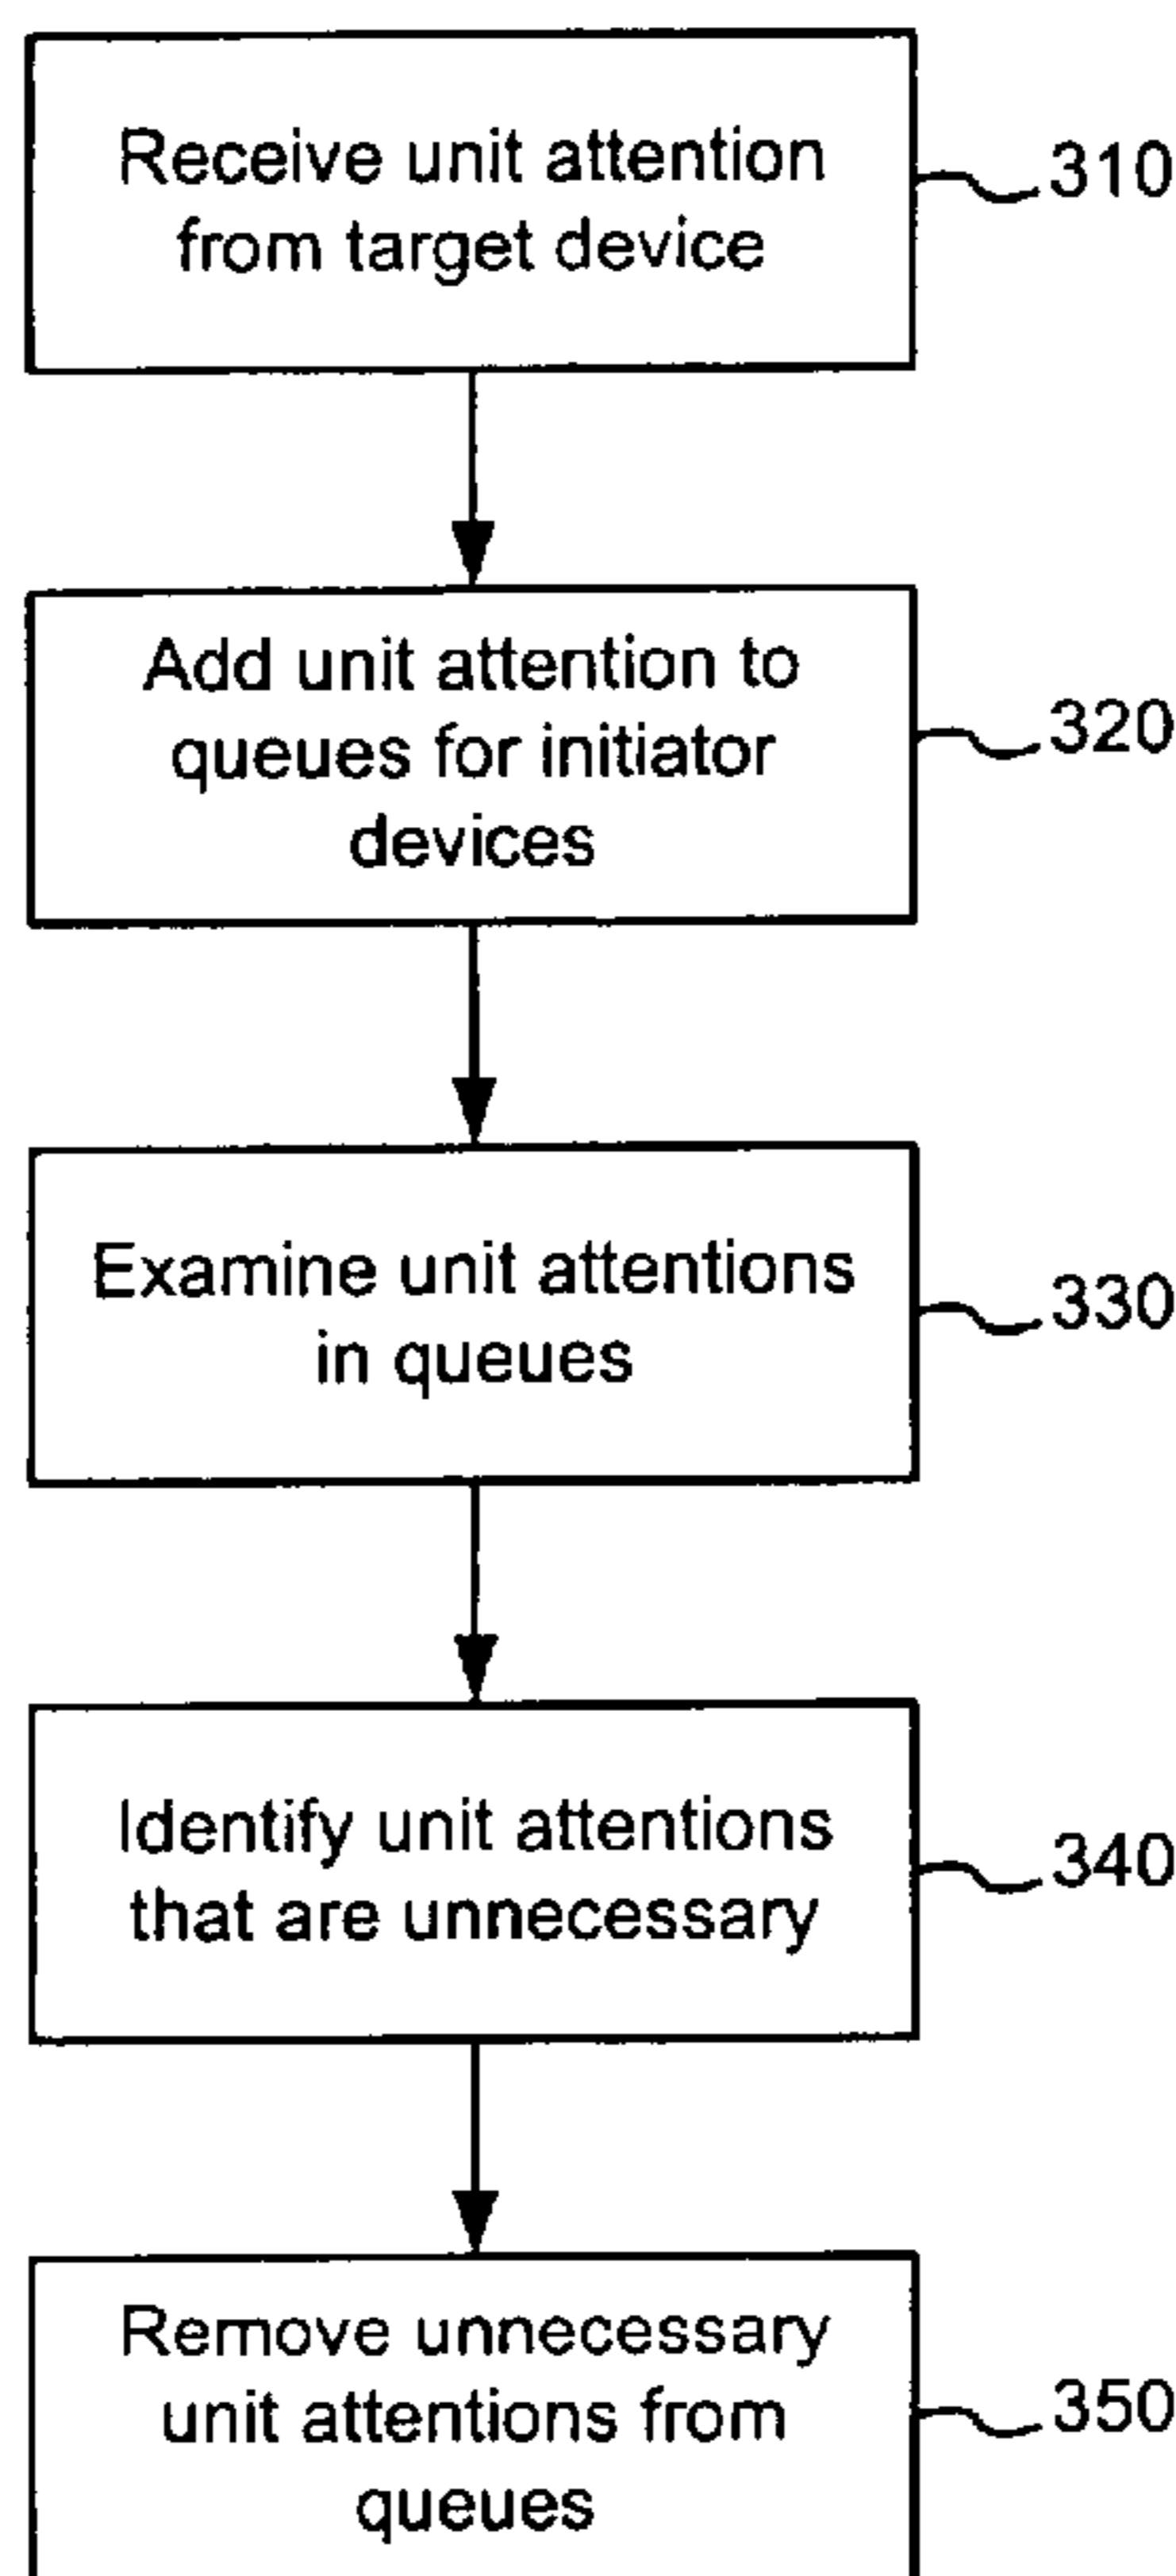 Receive unit attention
from target device
310
Add unit attention to
queues for initiator
devices
320
Examine unit attentions
in queues
330
Identify unit attentions
that are unnecessary
340
Remove unnecessary
unit attentions from
queues
350